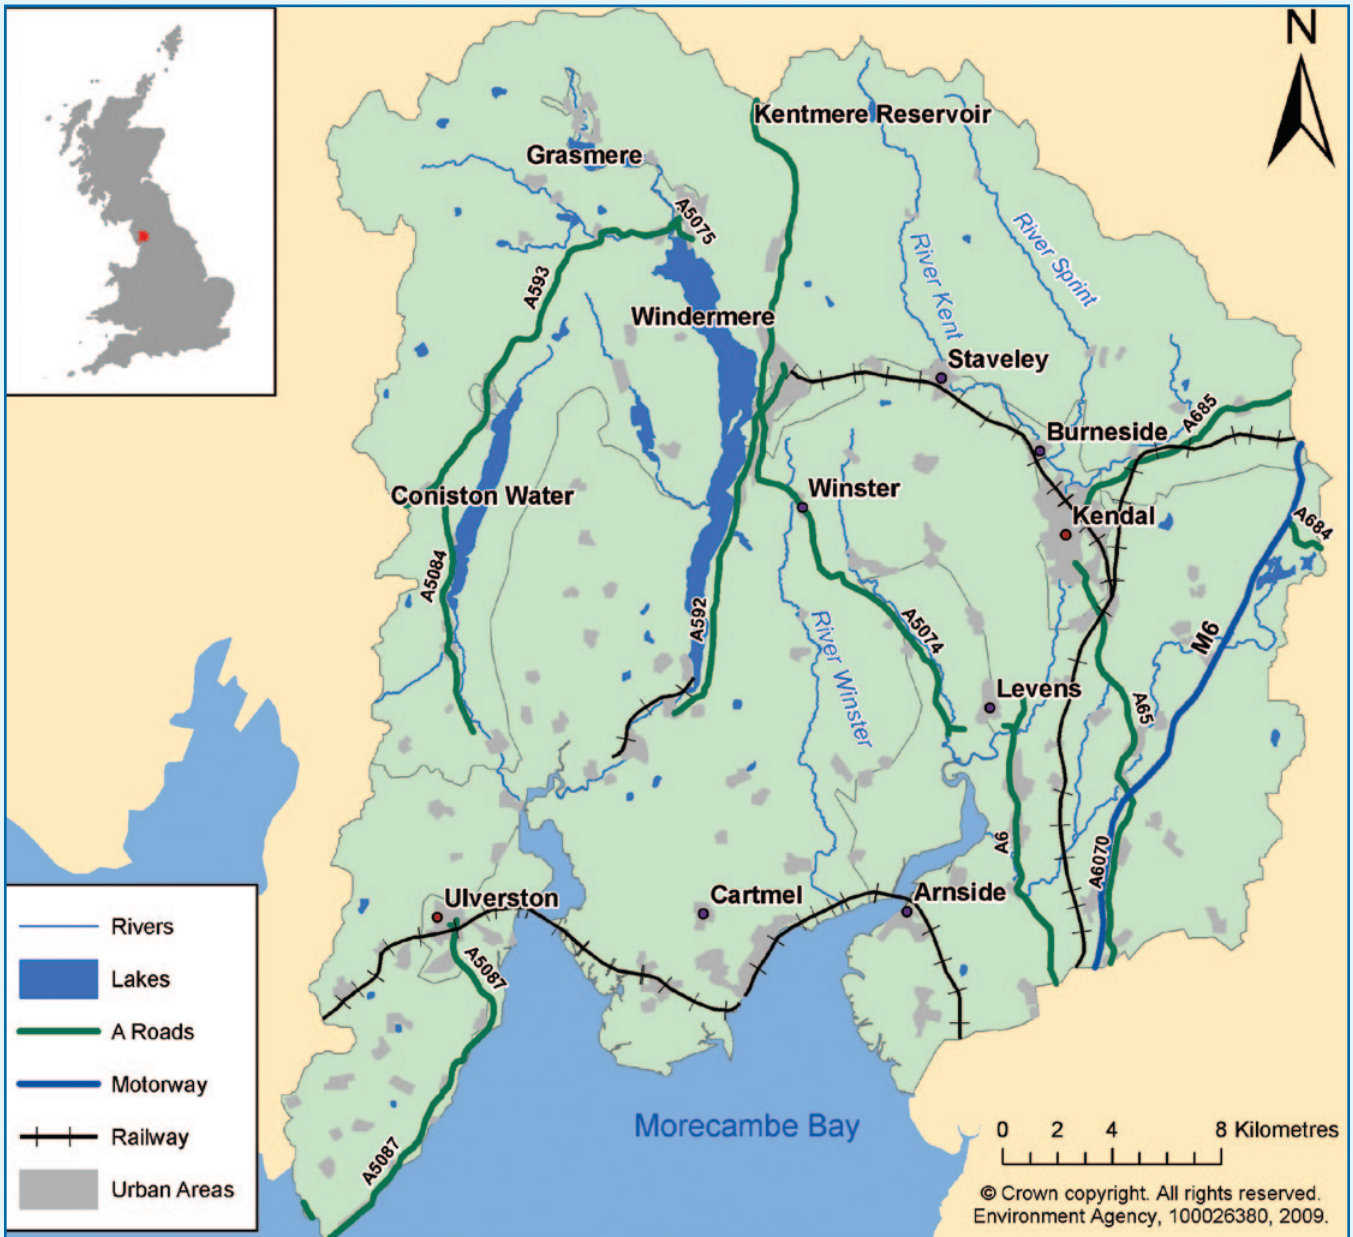 N
Kentmere Reservoir
Grasmere
A5075
River Sprint
River Kent
A593
Windermere
Staveley
A685
Burneside
Coniston Water
Winster
Kendal
A684
A5084
A592
River Winster
A5074
M6
Levens
A65
A6
A6070
Ulverston
Cartmel
Arnside
A5087
Rivers
Lakes
A Roads
Motorway
Railway
Urban Areas
A5087
Morecambe Bay
0 2 4 8 Kilometres
© Crown copyright. All rights reserved.
Environment Agency, 100026380, 2009.